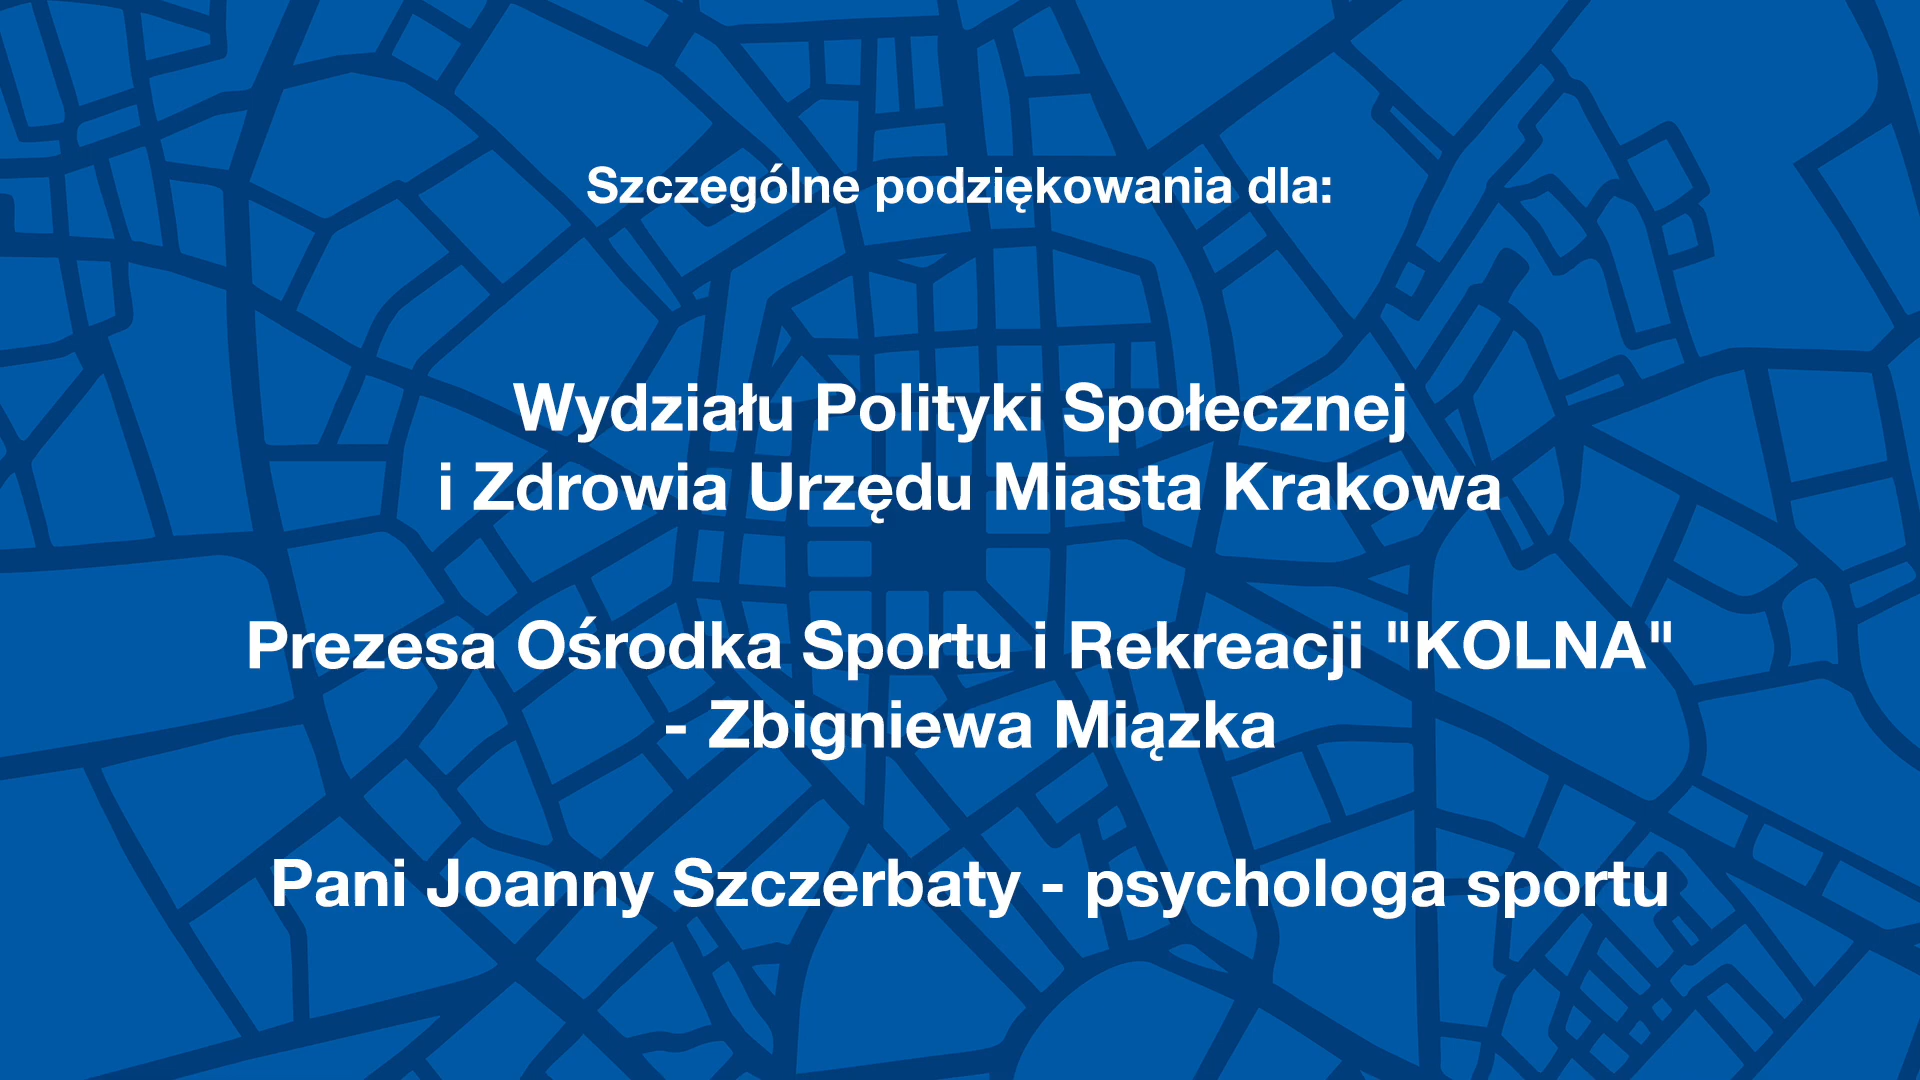 Szczególne podziękowania dla:
Wydziału Polityki Społecznej
i Zdrowia Urzędu Miasta Krakowa
Prezesa Ośrodka Sportu i Rekreacji "KOLNA"
- Zbigniewa Miązka
Pani Joanny Szczerbaty - psychologa sportu